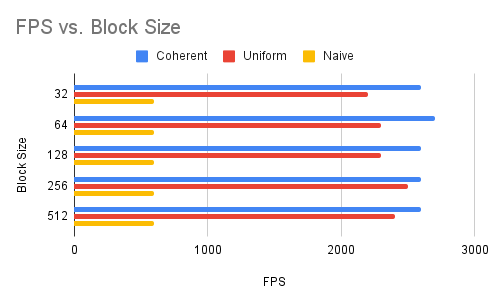 FPS vs. Block Size
Coherent Uniform Naive
32
64
128
256
512
Block Size
0 1000 2000 3000
FPS